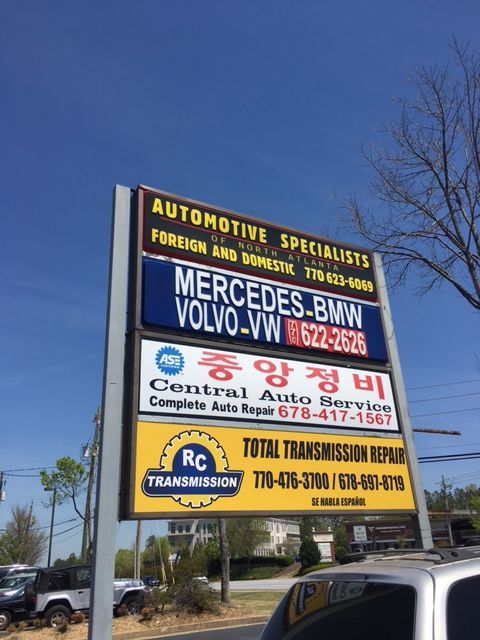 AUTOMOTIVE SPECIALISTS
OF NORTH ATLANTA
FOREIGN AND DOMESTIC 770 623-6069
MERCEDES-BMW
VOLVO-VW 770 622-2626
ASE CERTIFIED
중앙정비
Central Auto Service
Complete Auto Repair 678-417-1567
RC
TRANSMISSION
TOTAL TRANSMISSION REPAIR
770-476-3700 / 678-697-8719
SE HABLA ESPAÑOL